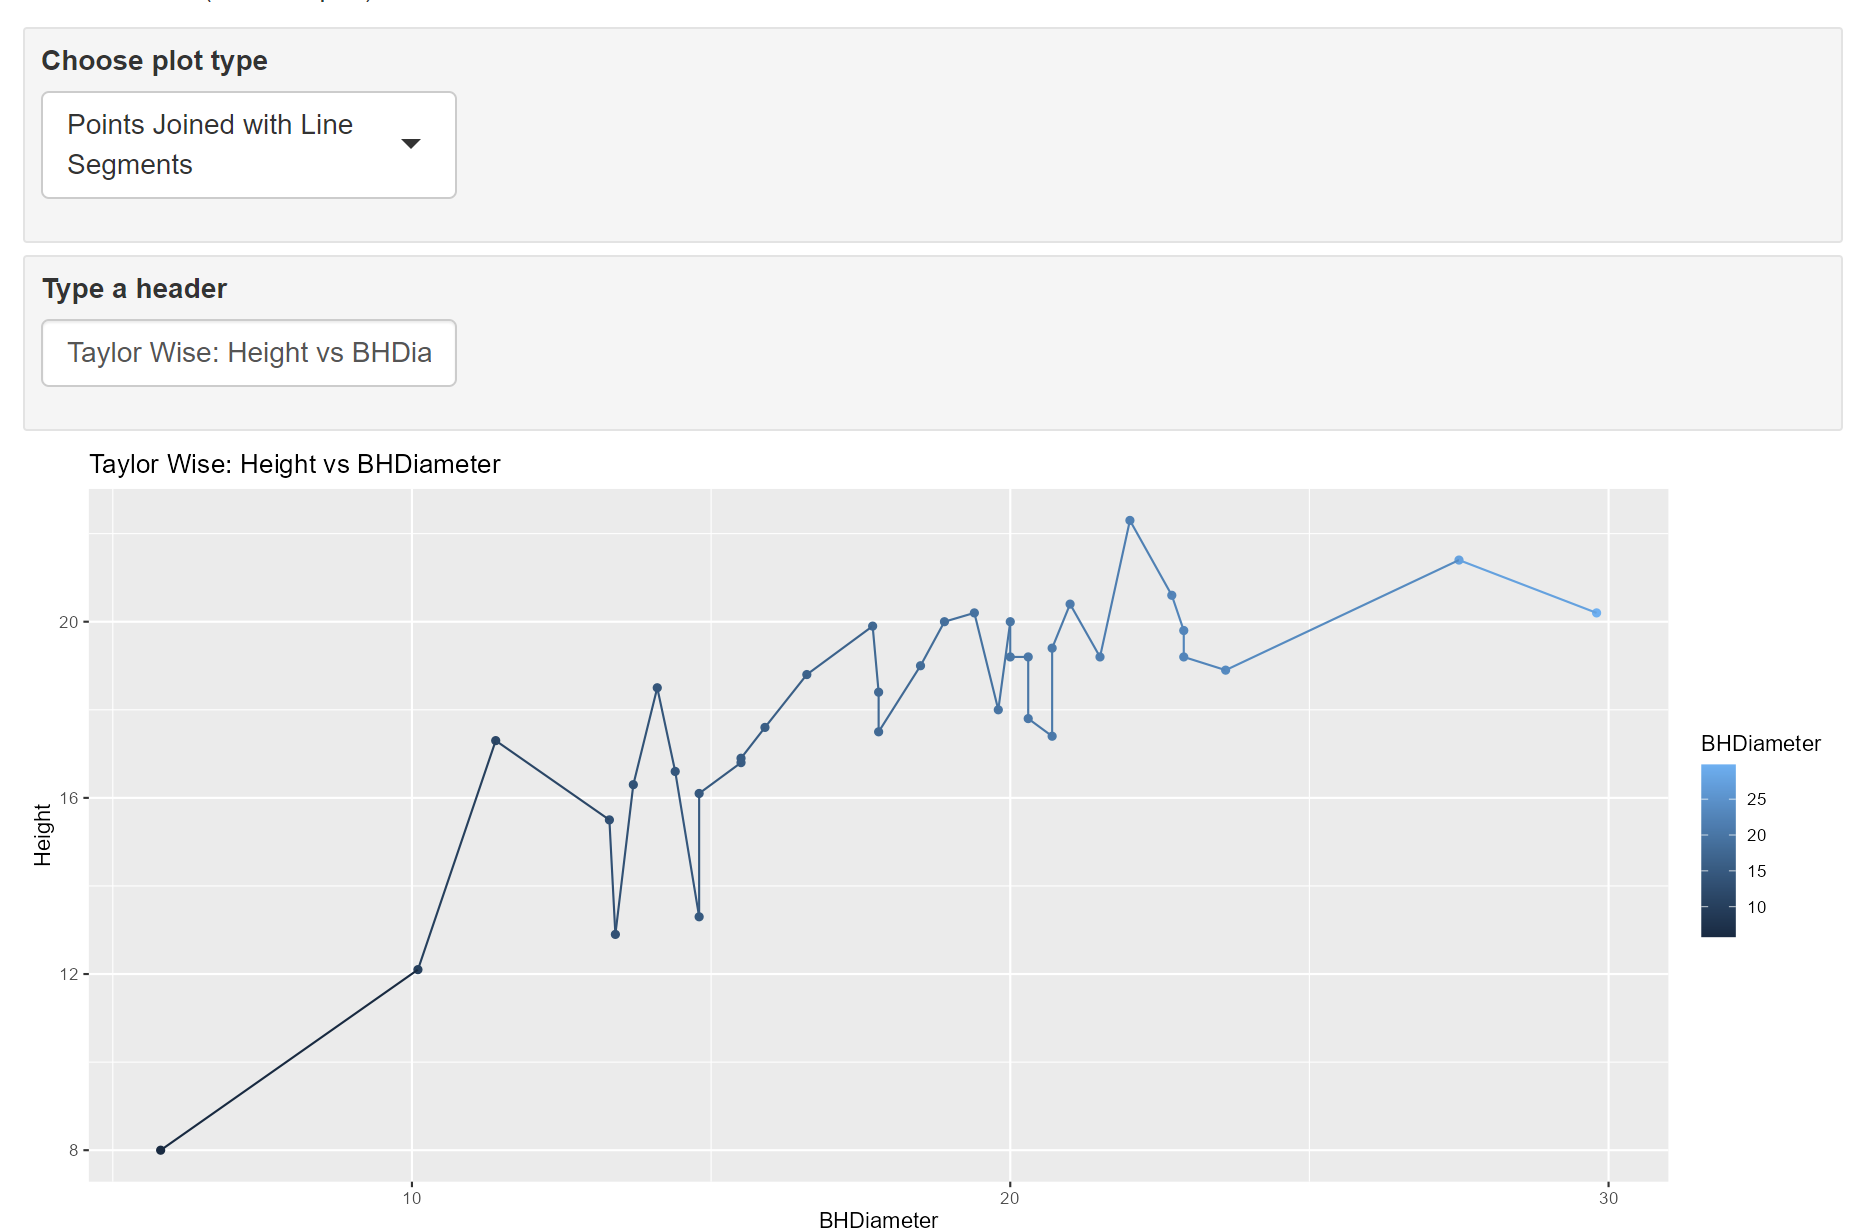 Choose plot type
Points Joined with Line
Segments
Type a header
Taylor Wise: Height vs BHDia
Taylor Wise: Height vs BHDiameter
Height
20
16
12
8
10
20
30
BHDiameter
BHDiameter
25
20
15
10